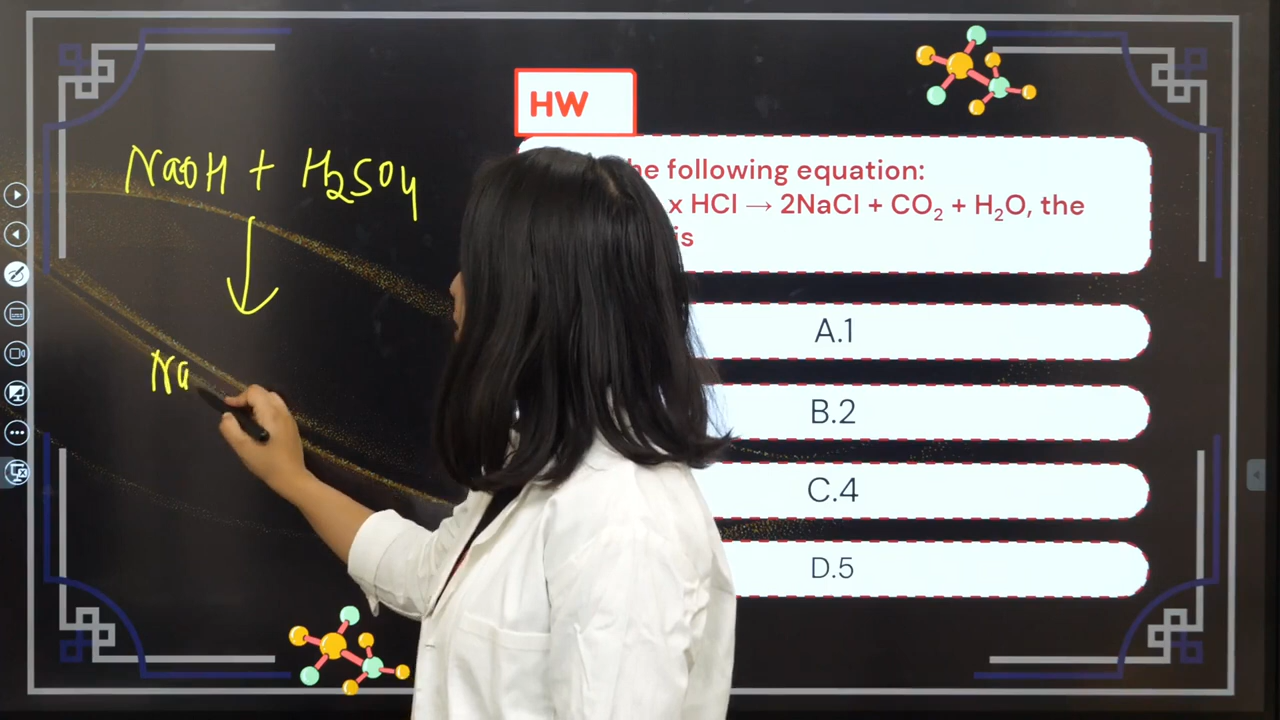 HW
NaOH + H₂SO₄
Na
the following equation:
x HCl → 2NaCl + CO₂ + H₂O, the
is
A.1
B.2
C.4
D.5